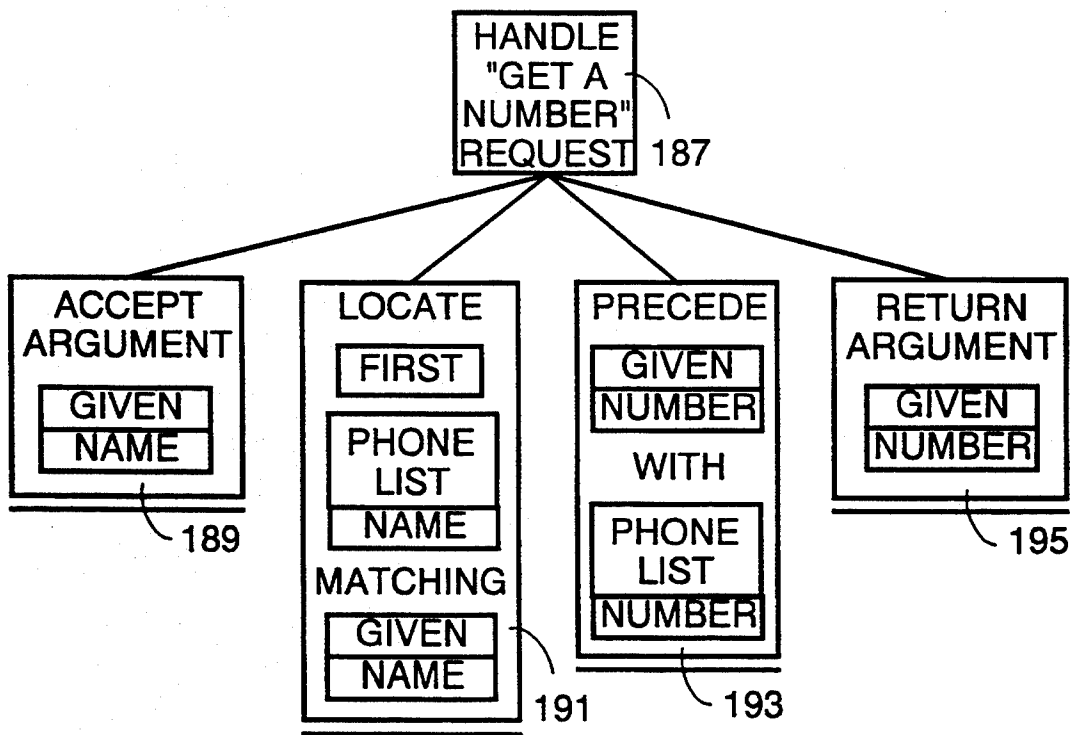 HANDLE
"GET A
NUMBER"
REQUEST
187
ACCEPT
ARGUMENT
GIVEN
NAME
189
LOCATE
FIRST
PHONE
LIST
NAME
MATCHING
GIVEN
NAME
191
PRECEDE
GIVEN
NUMBER
WITH
PHONE
LIST
NUMBER
193
RETURN
ARGUMENT
GIVEN
NUMBER
195